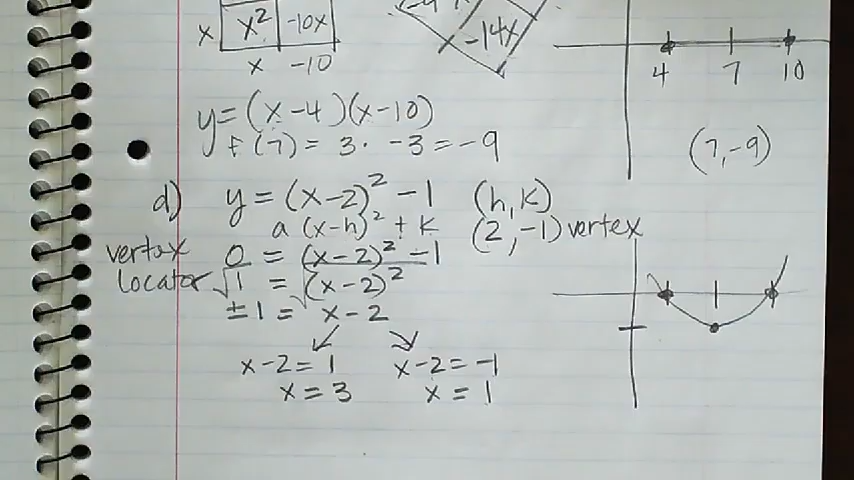 x x² -10x
x -10
-14x
4 7 10
y=(x-4)(x-10)
f(7) = 3 · -3 = -9
(7,-9)
d) y = (x-2)² -1 (h,k)
a (x-h)² + k (2,-1) vertex
vertex 0 = (x-2)² -1
locator √1 = √(x-2)²
±1 = x-2
x-2 = 1 x-2 = -1
x = 3 x = 1